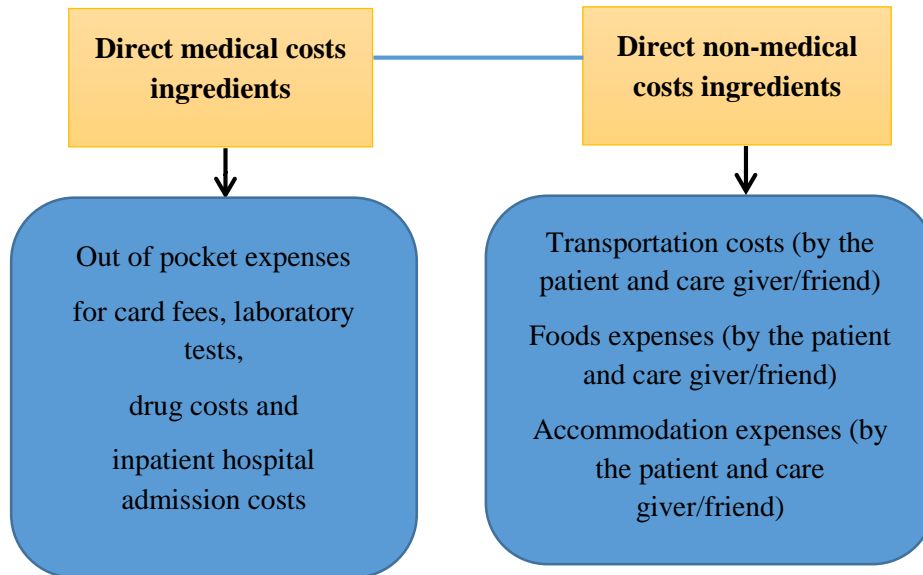 Direct medical costs
ingredients
Direct non-medical
costs ingredients
Out of pocket expenses
for card fees, laboratory
tests,
drug costs and
inpatient hospital
admission costs
Transportation costs (by the
patient and care giver/friend)
Foods expenses (by the patient
and care giver/friend)
Accommodation expenses (by
the patient and care
giver/friend)